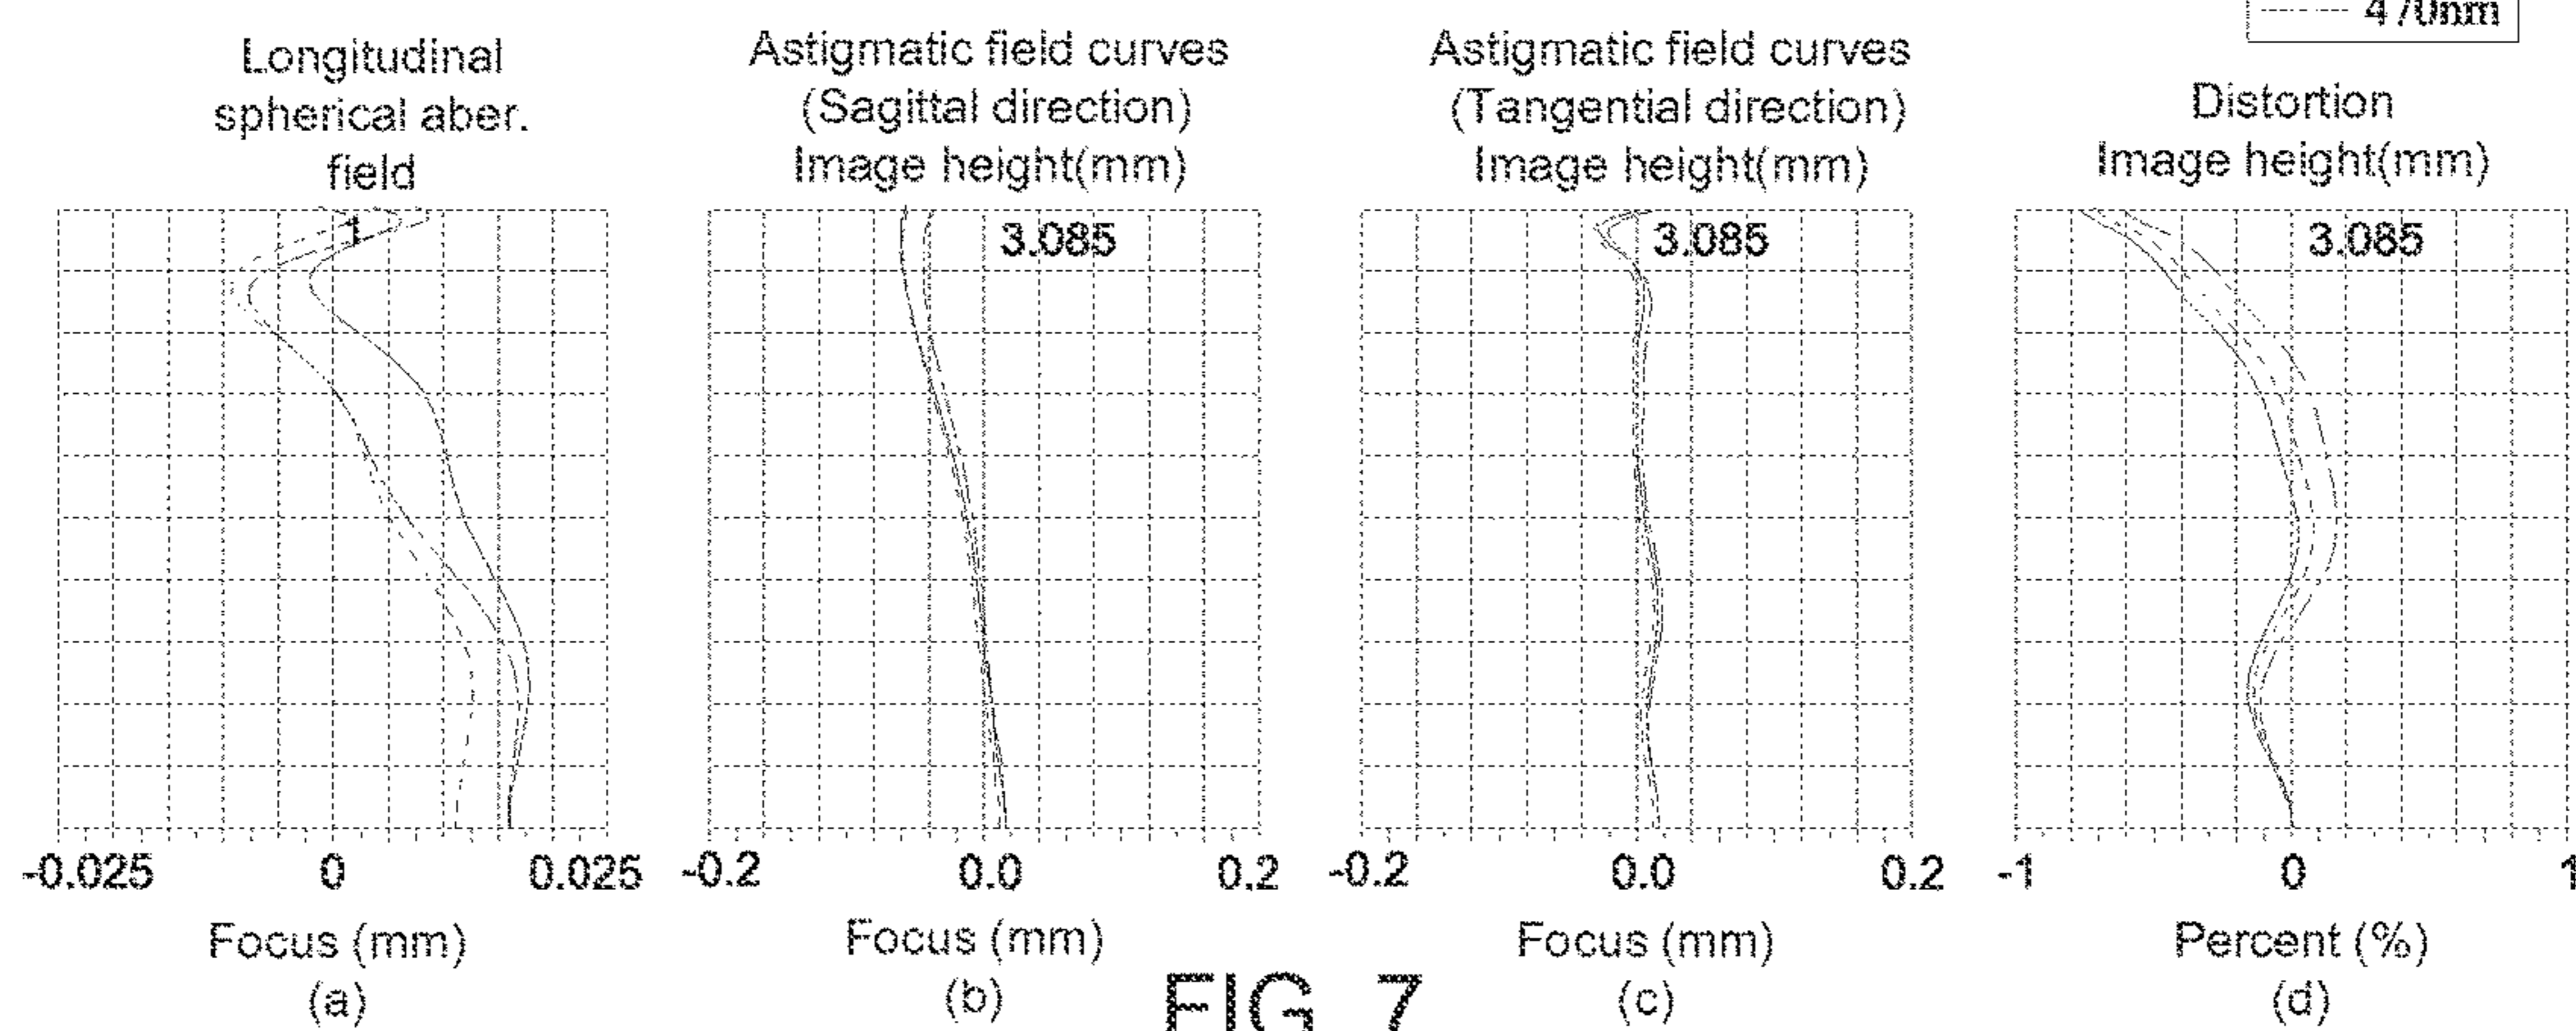 470nm
Longitudinal
spherical aber.
field
Astigmatic field curves
(Sagittal direction)
Image height(mm)
Astigmatic field curves
(Tangential direction)
Image height(mm)
Distortion
Image height(mm)
1
3.085
3.085
3.085
-0.025 0 0.025
-0.2 0.0 0.2
-0.2 0.0 0.2
-1 0 1
Focus (mm)
Focus (mm)
Focus (mm)
Percent (%)
(a)
(b)
(c)
(d)
FIG. 7